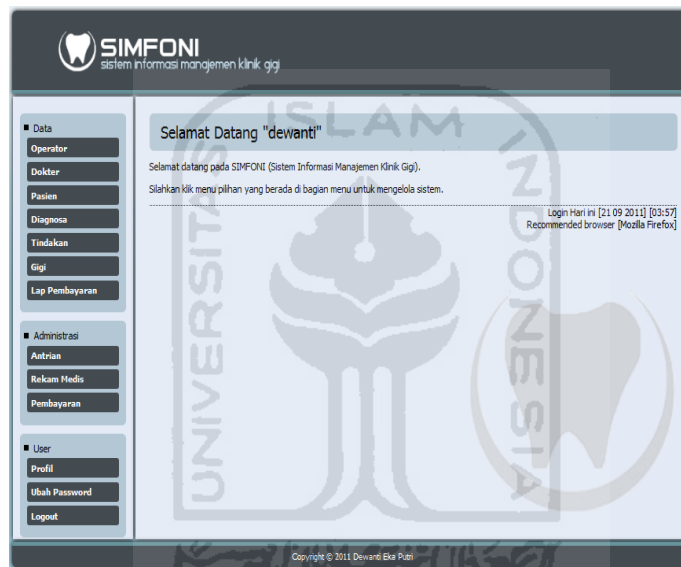 SIMFONI
sistem informasi manajemen klinik gigi
Data
Operator
Dokter
Pasien
Diagnosa
Tindakan
Gigi
Lap Pembayaran
Administrasi
Antrian
Rekam Medis
Pembayaran
User
Profil
Ubah Password
Logout
Selamat Datang "dewanti"
Selamat datang pada SIMFONI (Sistem Informasi Manajemen Klinik Gigi).
Silahkan klik menu pilihan yang berada di bagian menu untuk mengelola sistem.
Login Hari ini [21 09 2011] [03:57]
Recommended browser [Mozilla Firefox]
UNIVERSITAS
ISLAM
INDONESIA
Copyright © 2011 Dewanti Eka Putri